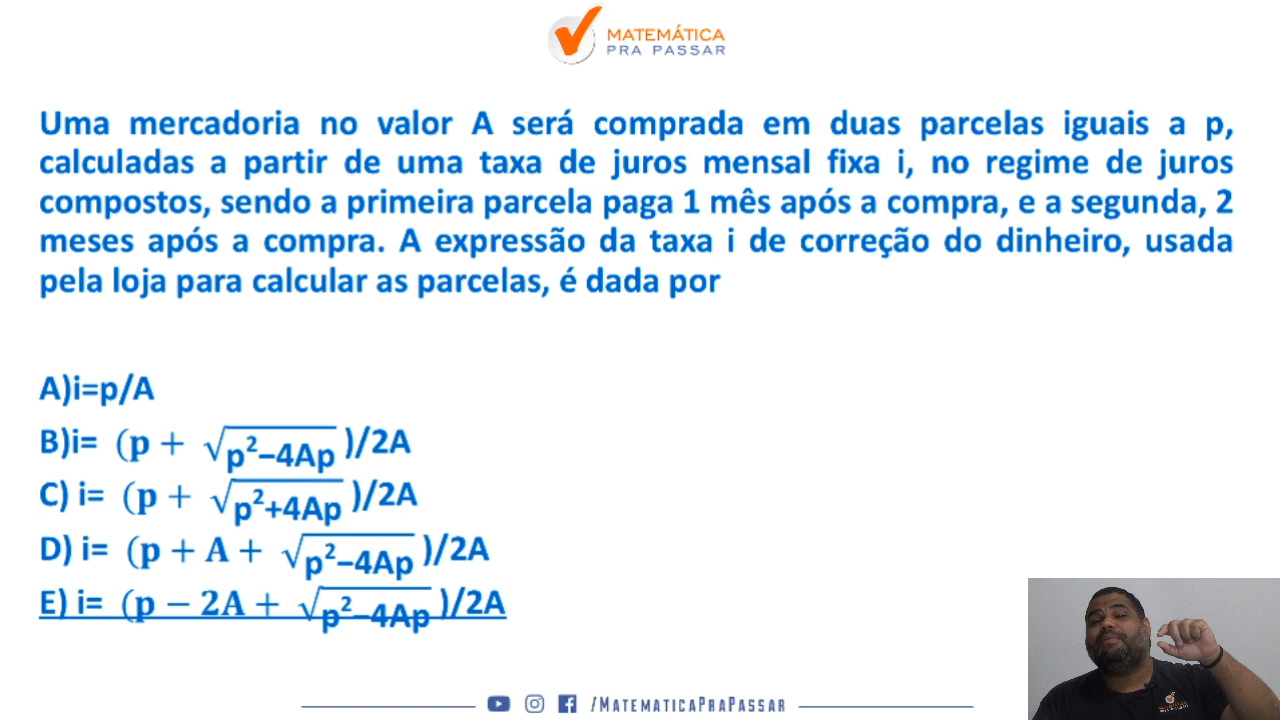 MATEMÁTICA
PRA PASSAR
Uma mercadoria no valor A será comprada em duas parcelas iguais a p,
calculadas a partir de uma taxa de juros mensal fixa i, no regime de juros
compostos, sendo a primeira parcela paga 1 mês após a compra, e a segunda, 2
meses após a compra. A expressão da taxa i de correção do dinheiro, usada
pela loja para calcular as parcelas, é dada por
A)i=p/A
B)i= (p + √p²−4Ap )/2A
C) i= (p + √p²+4Ap )/2A
D) i= (p + A + √p²−4Ap )/2A
E) i= (p − 2A + √p²−4Ap )/2A
/MatematicaPraPassar